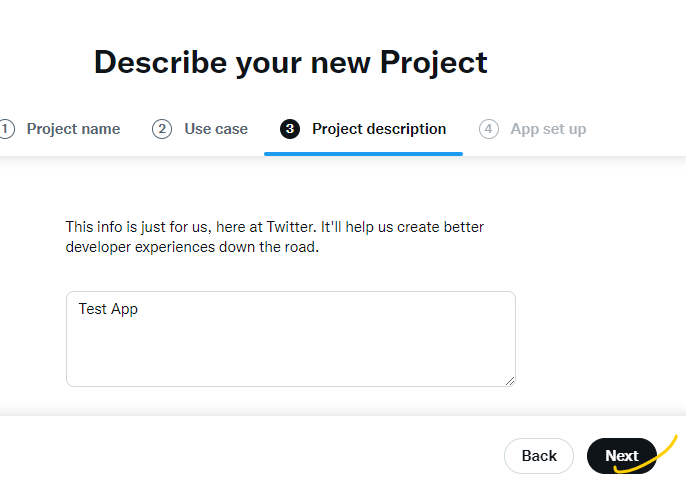 Describe your new Project
1 Project name 2 Use case 3 Project description 4 App set up
This info is just for us, here at Twitter. It'll help us create better
developer experiences down the road.
Test App
Back Next